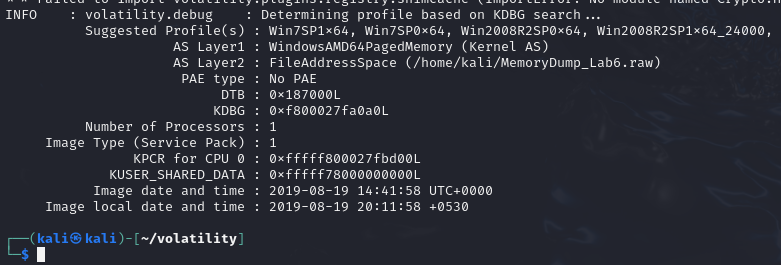 * * Failed to import volatility.plugins.registry.shimcache (ImportError: No module named Crypto.H
INFO    : volatility.debug    : Determining profile based on KDBG search...
Suggested Profile(s) : Win7SP1x64, Win7SP0x64, Win2008R2SP0x64, Win2008R2SP1x64_24000,
AS Layer1 : WindowsAMD64PagedMemory (Kernel AS)
AS Layer2 : FileAddressSpace (/home/kali/MemoryDump_Lab6.raw)
PAE type : No PAE
DTB : 0x187000L
KDBG : 0xf800027fa0a0L
Number of Processors : 1
Image Type (Service Pack) : 1
KPCR for CPU 0 : 0xfffff800027fbd00L
KUSER_SHARED_DATA : 0xfffff78000000000L
Image date and time : 2019-08-19 14:41:58 UTC+0000
Image local date and time : 2019-08-19 20:11:58 +0530
┌──(kali㉿kali)-[~/volatility]
└─$